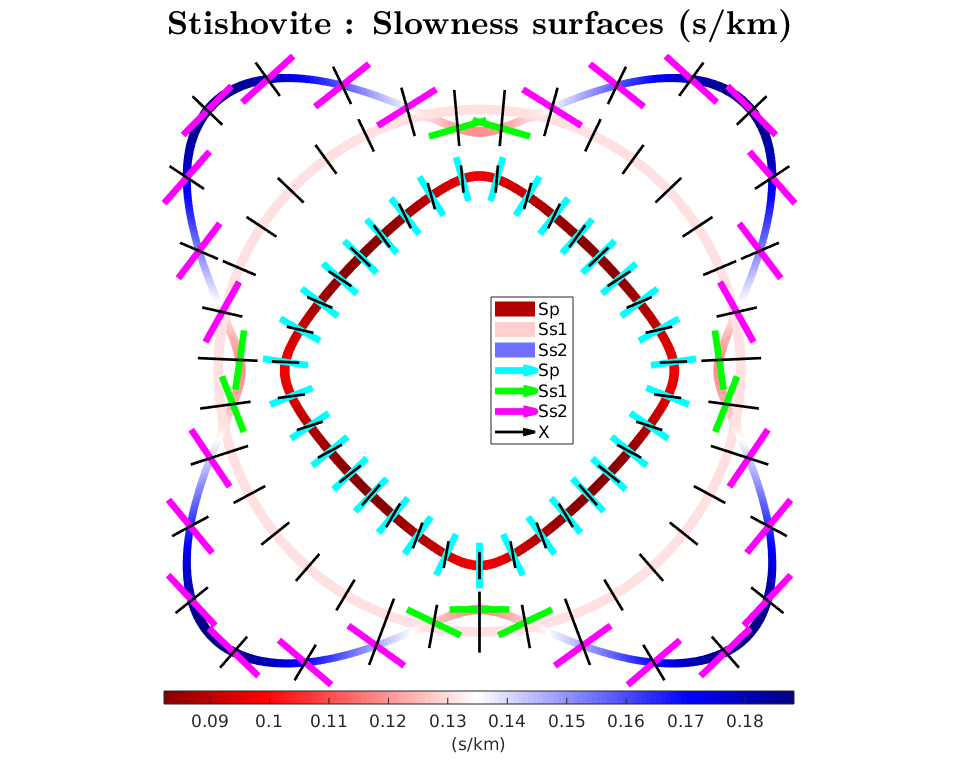 Stishovite : Slowness surfaces (s/km)
Sp
Ss1
Ss2
Sp
Ss1
Ss2
X
0.09 0.1 0.11 0.12 0.13 0.14 0.15 0.16 0.17 0.18
(s/km)